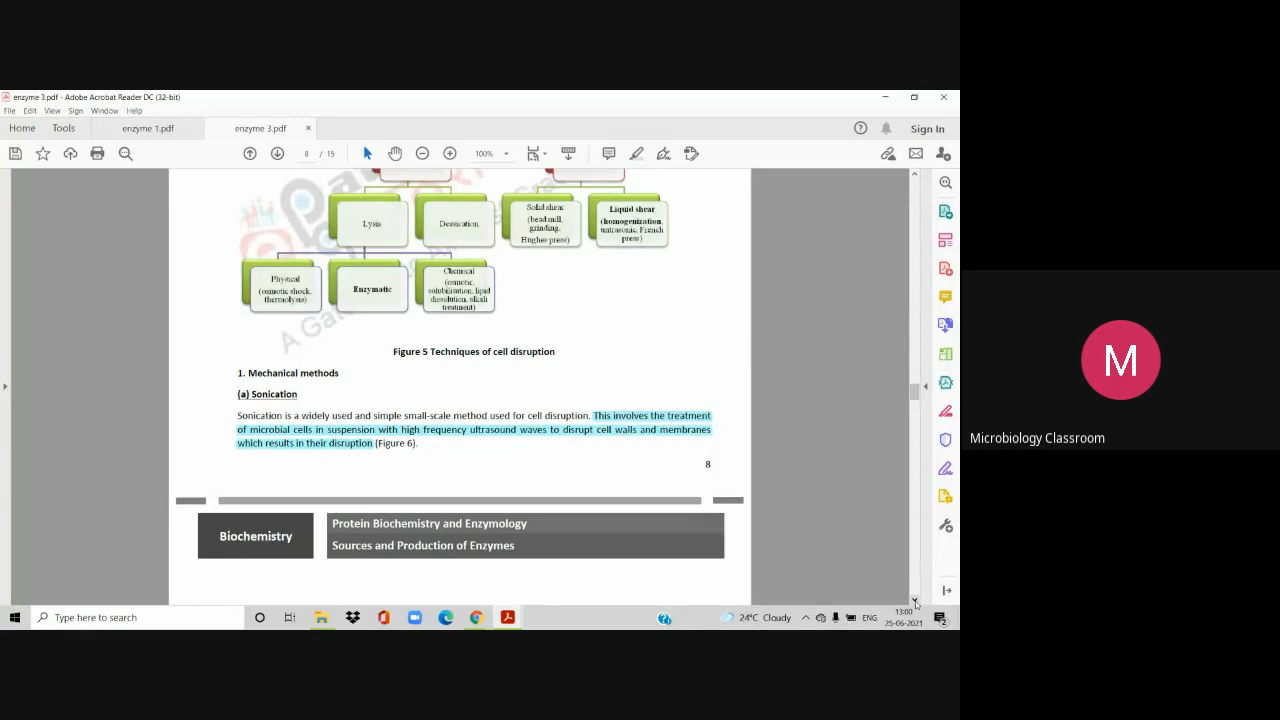 enzyme 3.pdf - Adobe Acrobat Reader DC (32-bit)
File Edit View Sign Window Help
Home Tools enzyme 1.pdf enzyme 3.pdf × Sign In
8 / 15 100%
Lysis
Dessication
Solid shear
(bead mill,
grinding,
Hughes press)
Liquid shear
(homogenization,
untrasonic, French
press)
Physical
(osmotic shock,
thermolysis)
Enzymatic
Chemical
(osmotic,
solubilisation, lipid
dissolution, alkali
treatment)
Figure 5 Techniques of cell disruption
1. Mechanical methods
(a) Sonication
Sonication is a widely used and simple small-scale method used for cell disruption. This involves the treatment
of microbial cells in suspension with high frequency ultrasound waves to disrupt cell walls and membranes
which results in their disruption (Figure 6).
8
Biochemistry
Protein Biochemistry and Enzymology
Sources and Production of Enzymes
M
Microbiology Classroom
Type here to search
24°C Cloudy
ENG
13:00
25-06-2021
2